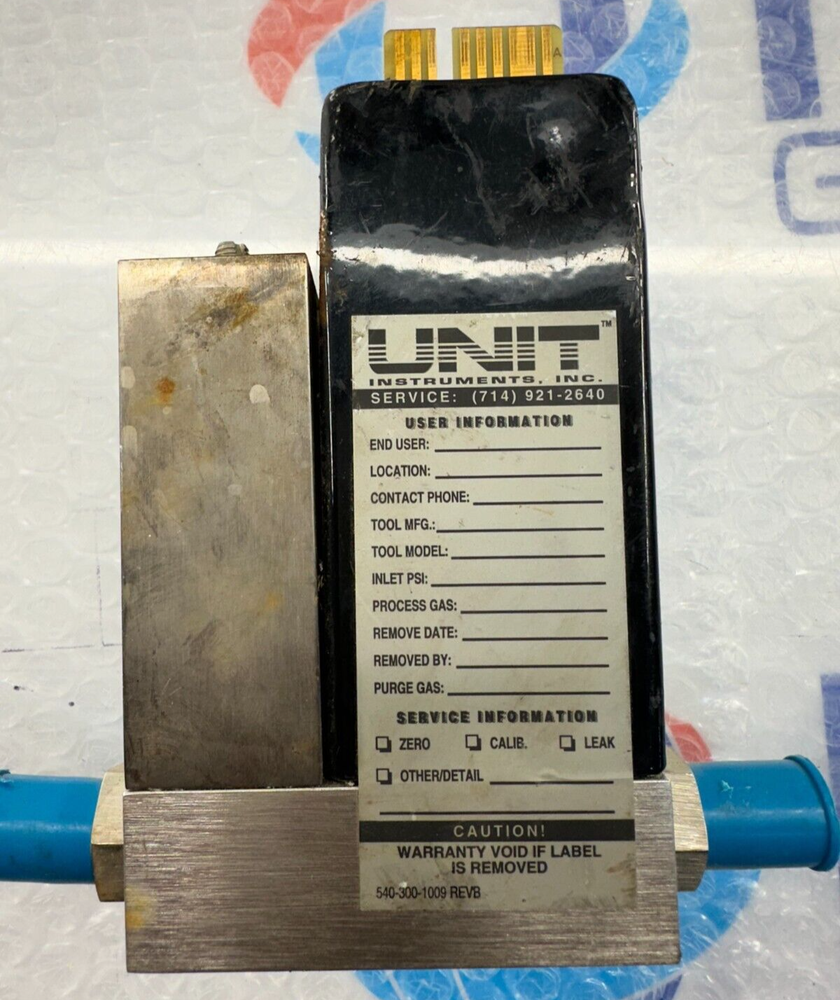 A
UNIT™
INSTRUMENTS, INC.
SERVICE: (714) 921-2640
USER INFORMATION
END USER:
LOCATION:
CONTACT PHONE:
TOOL MFG.:
TOOL MODEL:
INLET PSI:
PROCESS GAS:
REMOVE DATE:
REMOVED BY:
PURGE GAS:
SERVICE INFORMATION
ZERO CALIB. LEAK
OTHER/DETAIL
CAUTION!
WARRANTY VOID IF LABEL
IS REMOVED
540-300-1009 REVB